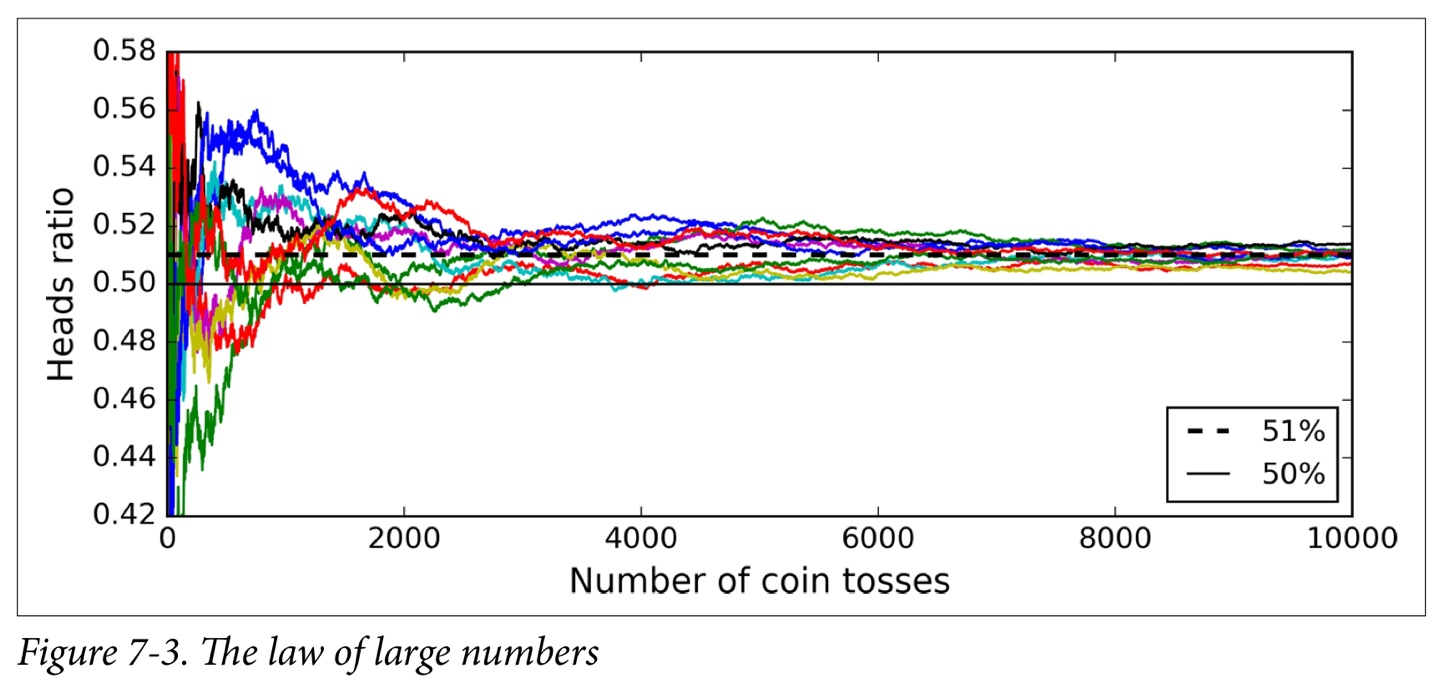 0.58
0.56
0.54
0.52
0.50
0.48
0.46
0.44
0.42
Heads ratio
51%
50%
0 2000 4000 6000 8000 10000
Number of coin tosses
Figure 7-3. The law of large numbers